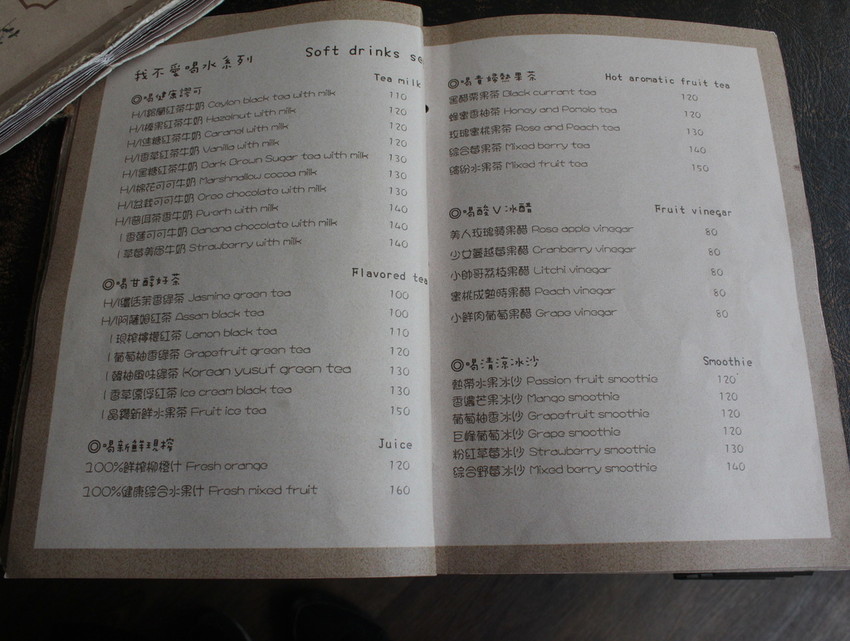 我不愛喝水系列 Soft drinks se
◎喝健康讚可 Tea milk
H/I錫蘭紅茶牛奶 Ceylon black tea with milk 110
H/I榛果紅茶牛奶 Hazelnut with milk 120
H/I焦糖紅茶牛奶 Caramel with milk 120
H/I香草紅茶牛奶 Vanilla with milk 120
H/I黑糖紅茶牛奶 Dark Brown Sugar tea with milk 130
H/I棉花可可牛奶 Marshmallow cocoa milk 130
H/I盆栽可可牛奶 Oreo chocolate with milk 130
H/I普洱茶香牛奶 Pu'erh with milk 140
I香蕉可可牛奶 Banana chocolate with milk 140
I草莓美眉牛奶 Strawberry with milk 140
◎喝甘醇好茶 Flavored tea
H/I 茉香綠茶 Jasmine green tea 100
H/I阿薩姆紅茶 Assam black tea 100
I現榨檸檬紅茶 Lemon black tea 110
I葡萄柚香綠茶 Grapefruit green tea 120
I韓柚風味綠茶 Korean yusuf green tea 130
I香草漂浮紅茶 Ice cream black tea 130
I品鑽新鮮水果茶 Fruit ice tea 150
◎喝新鮮現榨 Juice
100%鮮榨柳橙汁 Fresh orange 120
100%健康綜合水果汁 Fresh mixed fruit 160
◎喝香嬌熱果茶 Hot aromatic fruit tea
黑醋栗果茶 Black currant tea 120
蜂蜜香柚茶 Honey and Pomelo tea 120
玫瑰蜜桃果茶 Rose and Peach tea 130
綜合莓果茶 Mixed berry tea 140
繽紛水果茶 Mixed fruit tea 150
◎喝酸V冰醋 Fruit vinegar
美人玫瑰蘋果醋 Rose apple vinegar 80
少女蔓越莓果醋 Cranberry vinegar 80
小帥哥荔枝果醋 Litchi vinegar 80
蜜桃成熟時果醋 Peach vinegar 80
小鮮肉葡萄果醋 Grape vinegar 80
◎喝清涼冰沙 Smoothie
熱帶水果冰沙 Passion fruit smoothie 120
香濃芒果冰沙 Mango smoothie 120
葡萄柚香冰沙 Grapefruit smoothie 120
巨峰葡萄冰沙 Grape smoothie 120
粉紅草莓冰沙 Strawberry smoothie 130
綜合野莓冰沙 Mixed berry smoothie 140